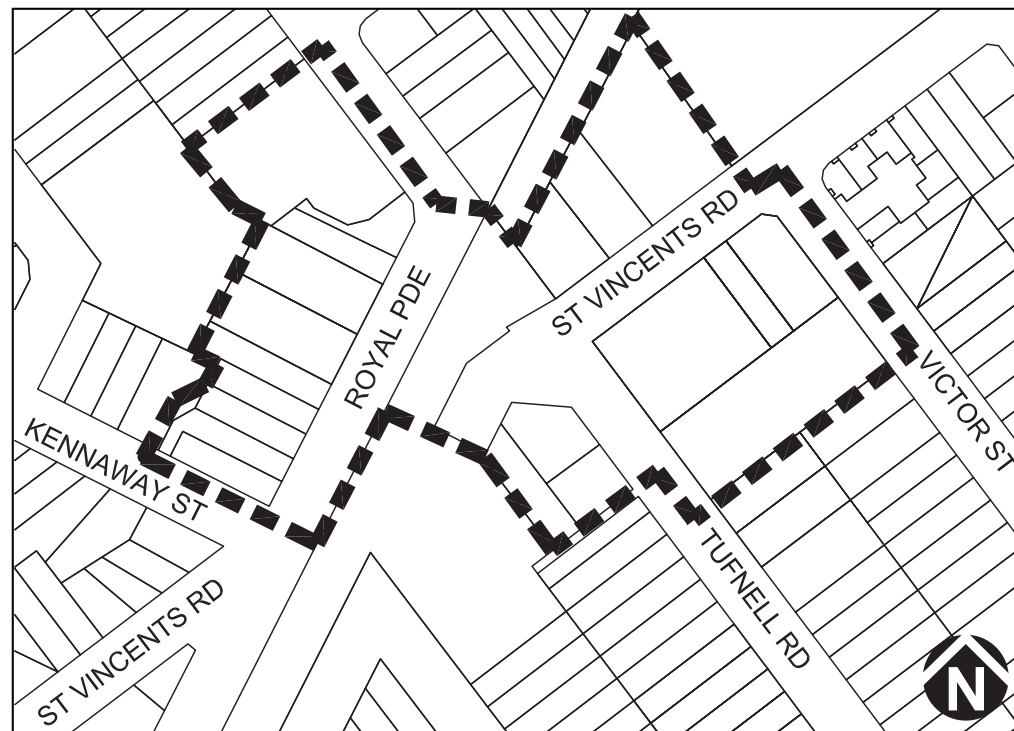 ST VINCENTS RD
ROYAL PDE
VICTOR ST
KENNAWAY ST
TUFNELL RD
ST VINCENTS RD
N